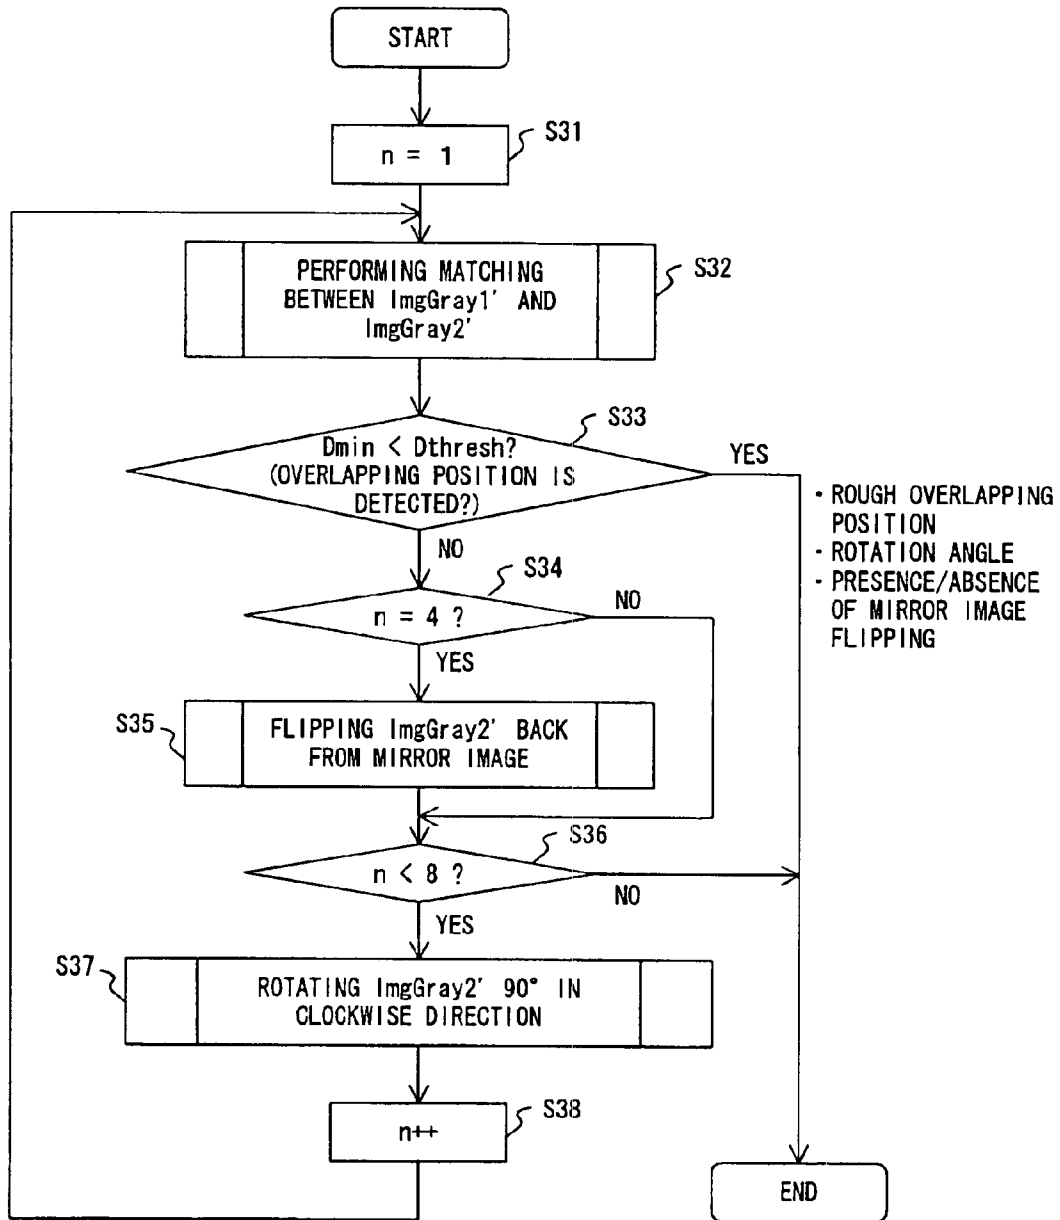 START
S31
n = 1
S32
PERFORMING MATCHING
BETWEEN ImgGray1' AND
ImgGray2'
S33
Dmin < Dthresh?
(OVERLAPPING POSITION IS
DETECTED?)
YES
· ROUGH OVERLAPPING
POSITION
· ROTATION ANGLE
· PRESENCE/ABSENCE
OF MIRROR IMAGE
FLIPPING
NO
S34
n = 4 ?
NO
YES
S35
FLIPPING ImgGray2' BACK
FROM MIRROR IMAGE
S36
n < 8 ?
NO
YES
S37
ROTATING ImgGray2' 90° IN
CLOCKWISE DIRECTION
S38
n++
END